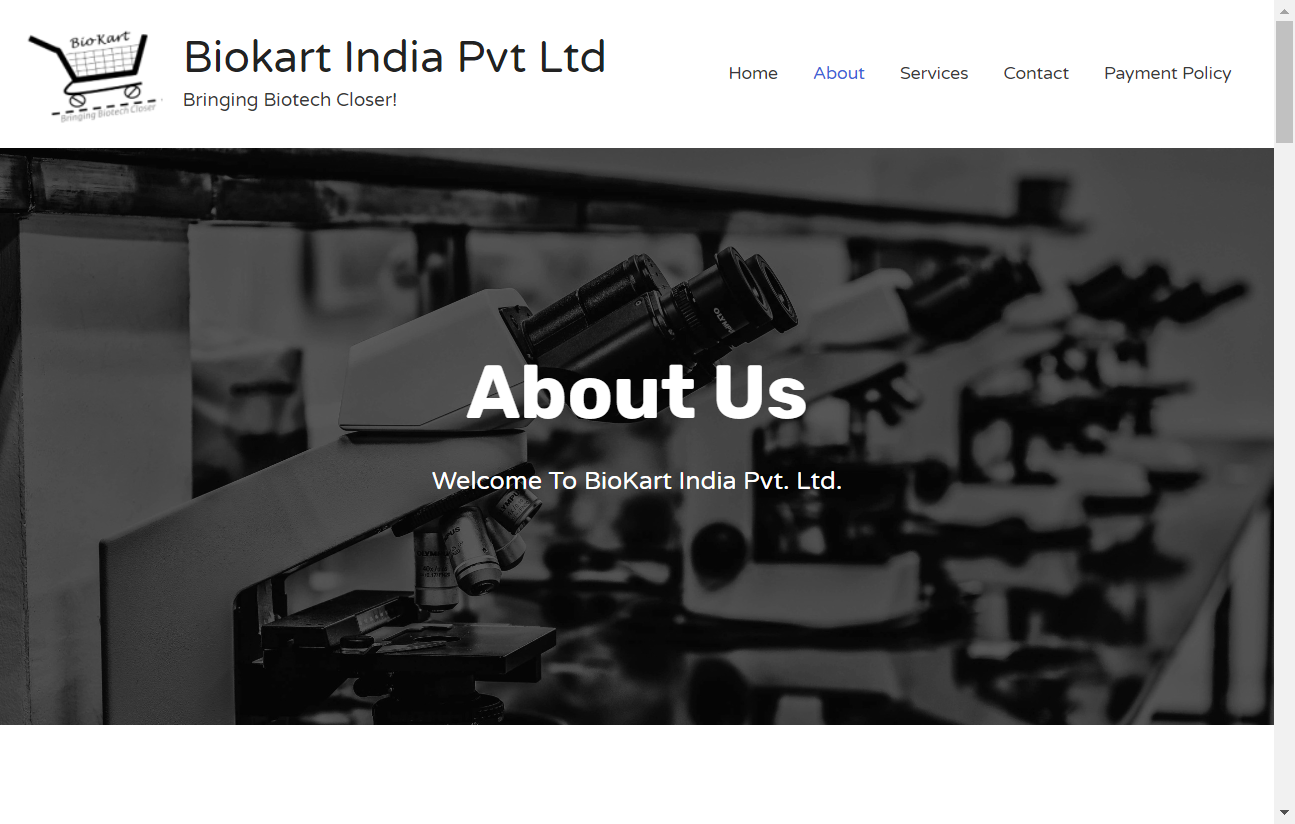 BioKart
Bringing Biotech Closer
Biokart India Pvt Ltd
Bringing Biotech Closer!
Home
About
Services
Contact
Payment Policy
About Us
Welcome To BioKart India Pvt. Ltd.